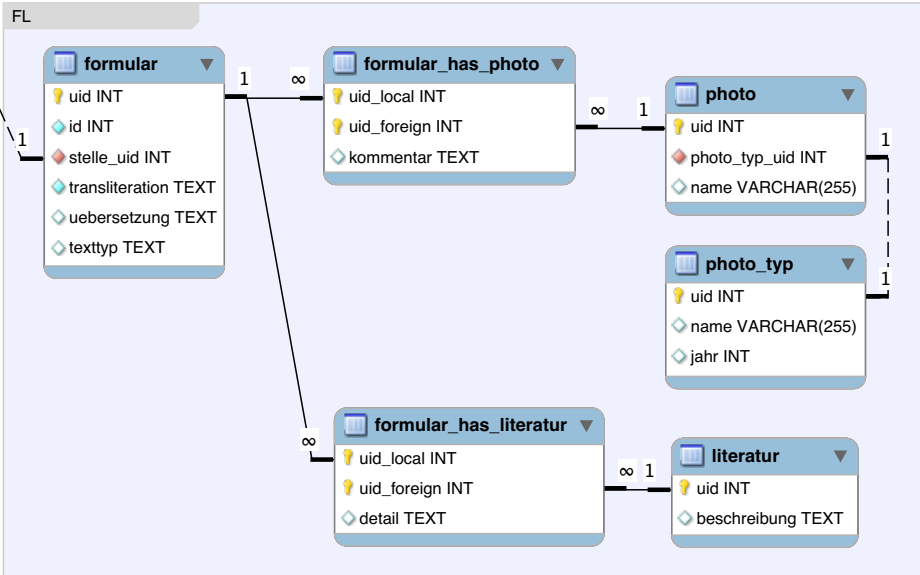 FL
formular
uid INT
id INT
stelle_uid INT
transliteration TEXT
uebersetzung TEXT
texttyp TEXT
1
1
∞
formular_has_photo
uid_local INT
uid_foreign INT
kommentar TEXT
∞
1
photo
uid INT
photo_typ_uid INT
name VARCHAR(255)
1
1
photo_typ
uid INT
name VARCHAR(255)
jahr INT
∞
formular_has_literatur
uid_local INT
uid_foreign INT
detail TEXT
∞
1
literatur
uid INT
beschreibung TEXT